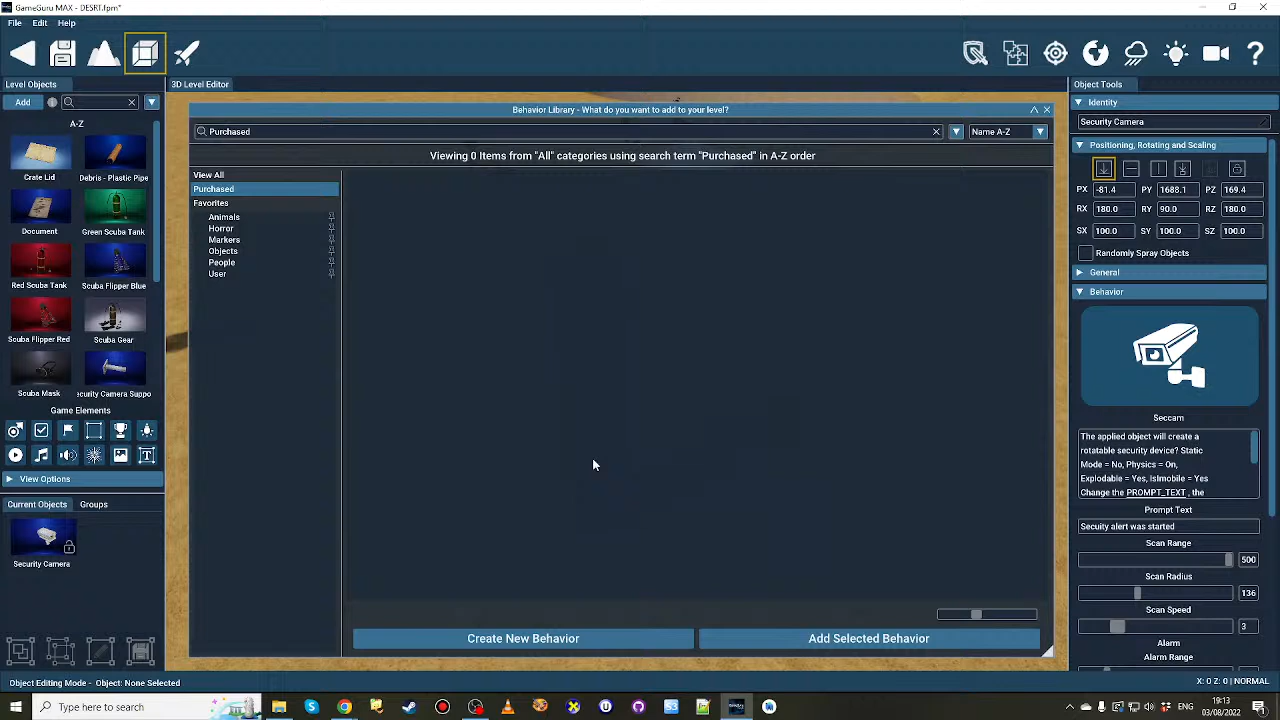 GameGuru MAX - DESRT.fpm*
File Edit Help
Level Objects
3D Level Editor
Object Tools
Add
A-Z
Crate Lid
Debris - Plastic Pipe
Document
Green Scuba Tank
Red Scuba Tank
Scuba Flipper Blue
Scuba Flipper Red
Scuba Gear
Scuba Mask
ecurity Camera Suppo
Game Elements
View Options
Current Objects Groups
Security Camera
Behavior Library - What do you want to add to your level?
Purchased
Name A-Z
Viewing 0 Items from "All" categories using search term "Purchased" in A-Z order
View All
Purchased
Favorites
Animals
Horror
Markers
Objects
People
User
Create New Behavior
Add Selected Behavior
Identity
Security Camera
Positioning, Rotating and Scaling
PX -81.4 PY 1688.1 PZ 169.4
RX 180.0 RY 90.0 RZ 180.0
SX 100.0 SY 100.0 SZ 100.0
Randomly Spray Objects
General
Behavior
Seccam
The applied object will create a
rotatable security device? Static
Mode = No, Physics = On,
Explodable = Yes, IsImobile = Yes
Change the PROMPT_TEXT , the
Prompt Text
Secuity alert was started
Scan Range
500
Scan Radius
136
Scan Speed
3
Alarm
Alarm Range
Object Editing Mode - Object: None Selected
X: 0 Z: 0 | NORMAL
Type here to search
19:13
03/08/2022